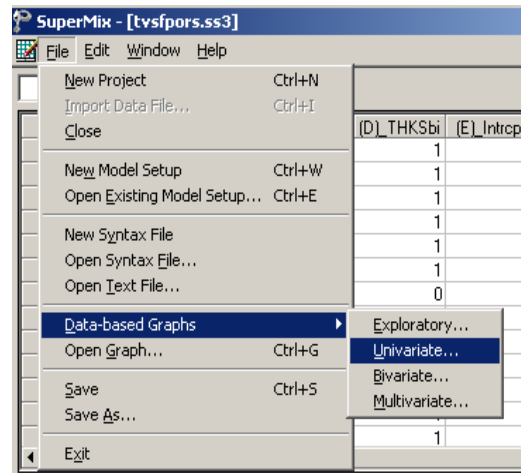 SuperMix - [tvsfpors.ss3]
File Edit Window Help
New Project Ctrl+N
Import Data File... Ctrl+I
Close
(D)_THKSbi (E)_Intrcp
1
New Model Setup Ctrl+W
1
Open Existing Model Setup... Ctrl+E
1
1
New Syntax File
1
Open Syntax File...
1
Open Text File...
0
Data-based Graphs
Exploratory...
Open Graph... Ctrl+G
Univariate...
Bivariate...
Save Ctrl+S
Multivariate...
Save As...
1
Exit